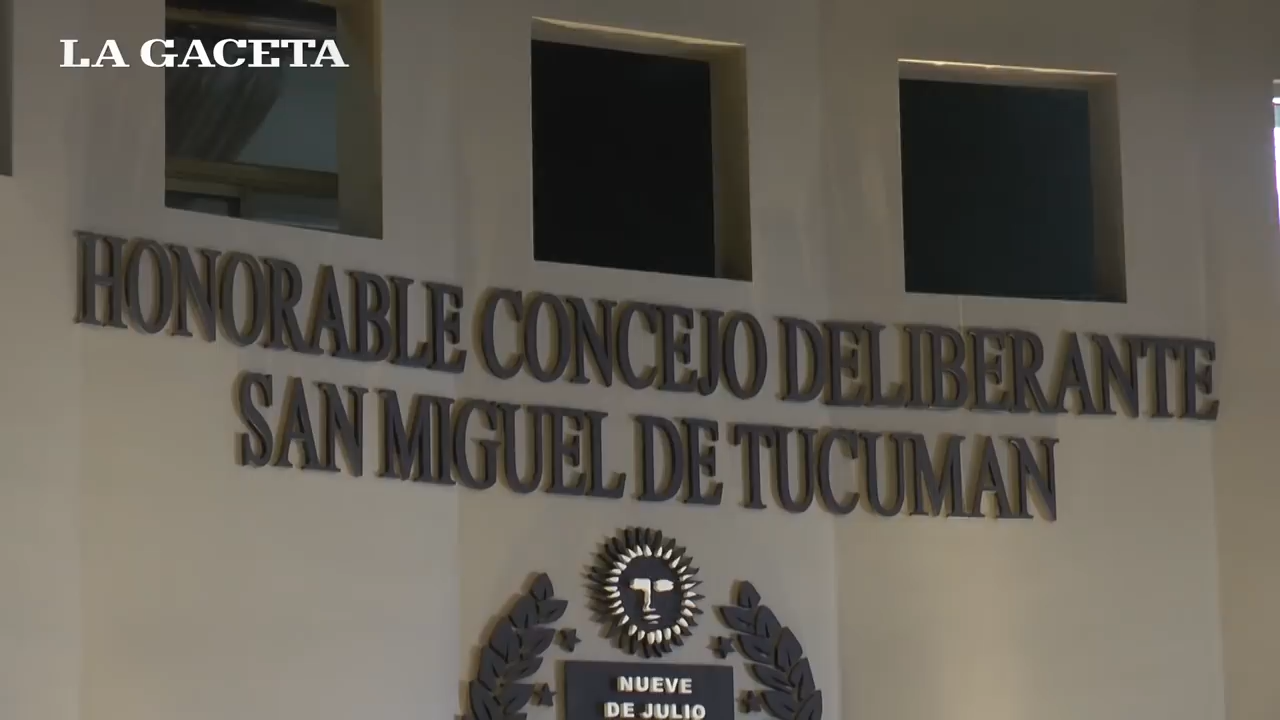 LA GACETA
HONORABLE CONCEJO DELIBERANTE
SAN MIGUEL DE TUCUMAN
NUEVE
DE JULIO